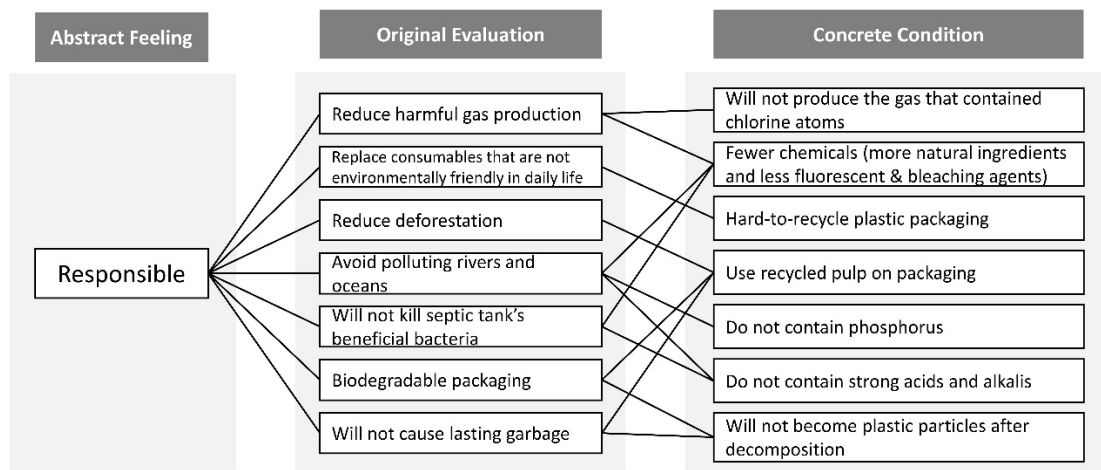 Abstract Feeling
Original Evaluation
Concrete Condition
Responsible
Reduce harmful gas production
Replace consumables that are not
environmentally friendly in daily life
Reduce deforestation
Avoid polluting rivers and
oceans
Will not kill septic tank’s
beneficial bacteria
Biodegradable packaging
Will not cause lasting garbage
Will not produce the gas that contained
chlorine atoms
Fewer chemicals (more natural ingredients
and less fluorescent & bleaching agents)
Hard-to-recycle plastic packaging
Use recycled pulp on packaging
Do not contain phosphorus
Do not contain strong acids and alkalis
Will not become plastic particles after
decomposition